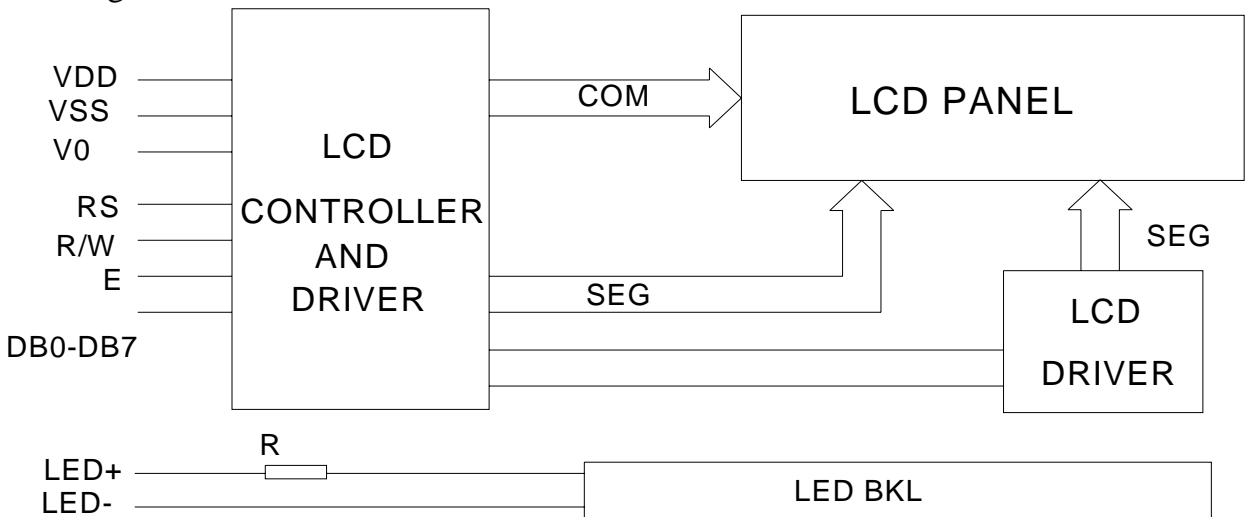 VDD
VSS
V0
RS
R/W
E
DB0-DB7
LCD
CONTROLLER
AND
DRIVER
COM
SEG
LCD PANEL
SEG
LCD
DRIVER
R
LED+
LED-
LED BKL